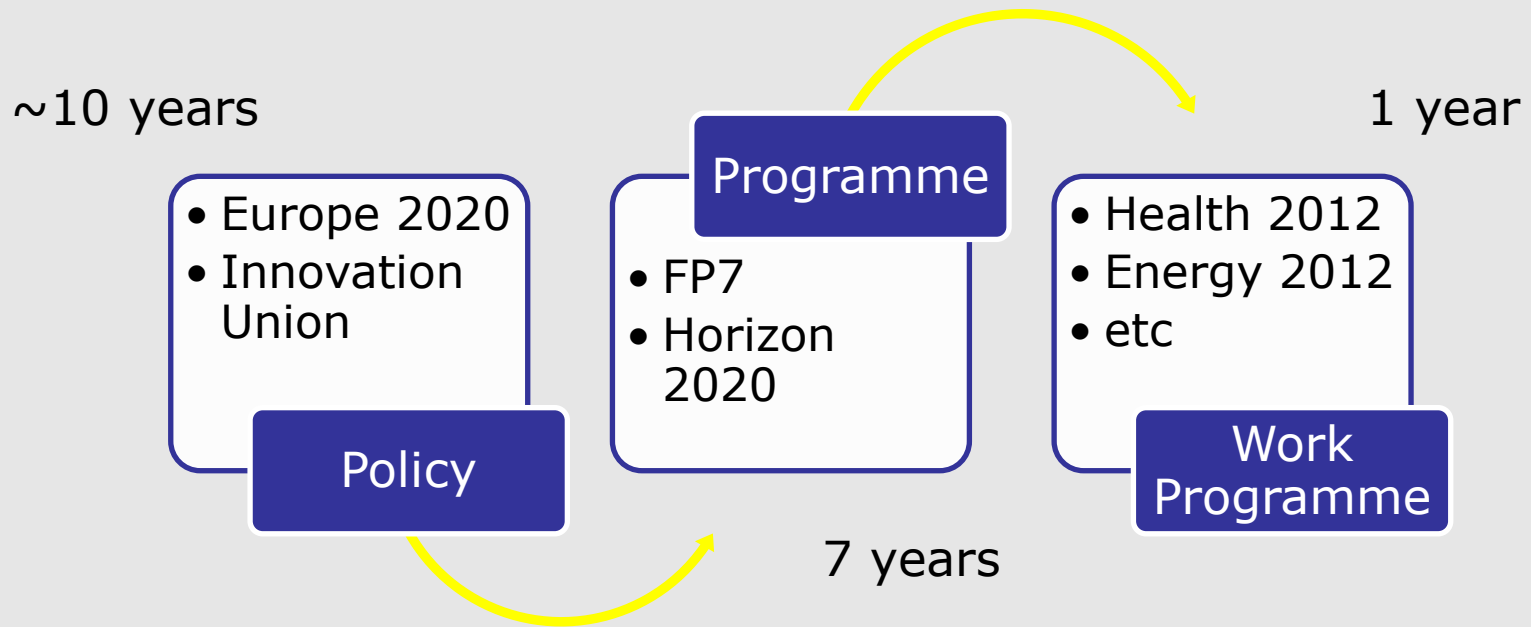 ~10 years
• Europe 2020
• Innovation
Union
Policy
Programme
• FP7
• Horizon
2020
7 years
1 year
• Health 2012
• Energy 2012
• etc
Work
Programme